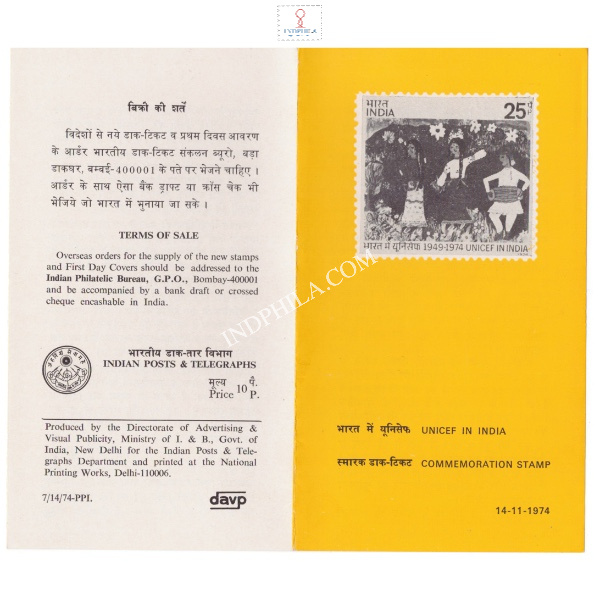 INDPHILA
बिक्री की शर्तें
विदेशों से नये डाक-टिकट व प्रथम दिवस आवरण
के आर्डर भारतीय डाक-टिकट संकलन ब्यूरो, बड़ा
डाकघर, बम्बई-400001 के पते पर भेजने चाहिए ।
आर्डर के साथ ऐसा बैंक ड्राफ्ट या क्रॉस चेक भी
भेजिये जो भारत में भुनाया जा सके ।
TERMS OF SALE
Overseas orders for the supply of the new stamps
and First Day Covers should be addressed to the
Indian Philatelic Bureau, G.P.O., Bombay-400001
and be accompanied by a bank draft or crossed
cheque encashable in India.
भारतीय डाक-तार विभाग
INDIAN POSTS & TELEGRAPHS
मूल्य 10 पै.
Price P.
Produced by the Directorate of Advertising &
Visual Publicity, Ministry of I. & B., Govt. of
India, New Delhi for the Indian Posts & Tele-
graphs Department and printed at the National
Printing Works, Delhi-110006.
7/14/74-PPI.
davp
भारत
INDIA
25 पै.
P.
भारत में यूनिसेफ 1949-1974 UNICEF IN INDIA
INDPHILA.COM
भारत में यूनिसेफ UNICEF IN INDIA
स्मारक डाक-टिकट COMMEMORATION STAMP
14-11-1974